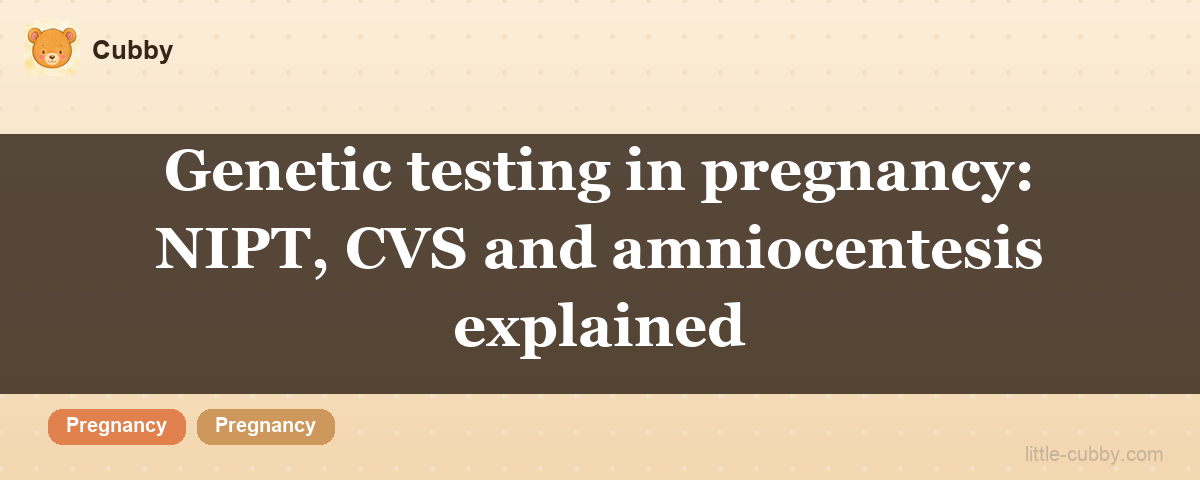 Cubby
Genetic testing in pregnancy:
NIPT, CVS and amniocentesis
explained
Pregnancy
Pregnancy
little-cubby.com